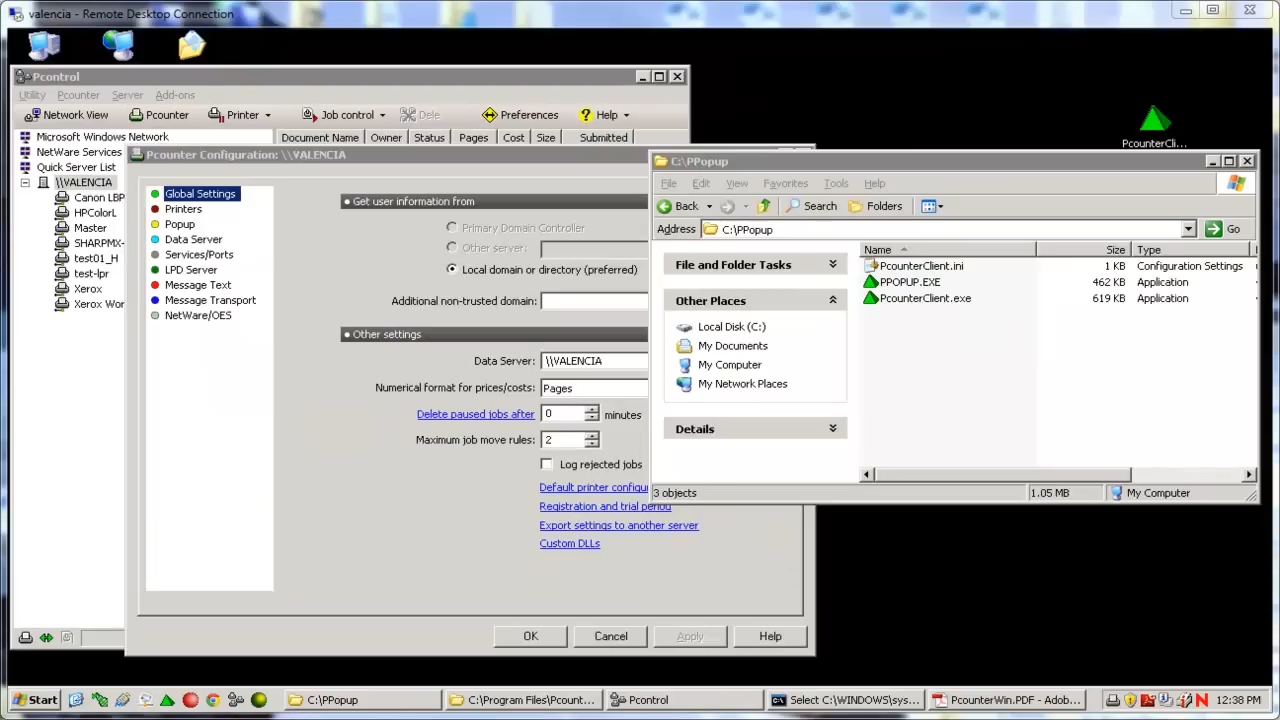 valencia - Remote Desktop Connection
Pcontrol
Utility Pcounter Server Add-ons
Network View Pcounter Printer Job control Dele Preferences Help
Microsoft Windows Network
NetWare Services
Quick Server List
\\VALENCIA
Canon LBP
HPColorL
Master
SHARPMX-
test01_H
test-lpr
Xerox
Xerox Wor
Document Name Owner Status Pages Cost Size Submitted
Pcounter Configuration: \\VALENCIA
Global Settings
Printers
Popup
Data Server
Services/Ports
LPD Server
Message Text
Message Transport
NetWare/OES
Get user information from
Primary Domain Controller
Other server:
Local domain or directory (preferred)
Additional non-trusted domain:
Other settings
Data Server: \\VALENCIA
Numerical format for prices/costs: Pages
Delete paused jobs after 0 minutes
Maximum job move rules: 2
Log rejected jobs
Default printer configu
Registration and trial period
Export settings to another server
Custom DLLs
OK Cancel Apply Help
PcounterCli...
C:\PPopup
File Edit View Favorites Tools Help
Back Search Folders
Address C:\PPopup Go
File and Folder Tasks
Other Places
Local Disk (C:)
My Documents
My Computer
My Network Places
Details
Name Size Type
PcounterClient.ini 1 KB Configuration Settings
PPOPUP.EXE 462 KB Application
PcounterClient.exe 619 KB Application
3 objects 1.05 MB My Computer
Start C:\PPopup C:\Program Files\Pcount... Pcontrol Select C:\WINDOWS\sys... PcounterWin.PDF - Adob... 12:38 PM